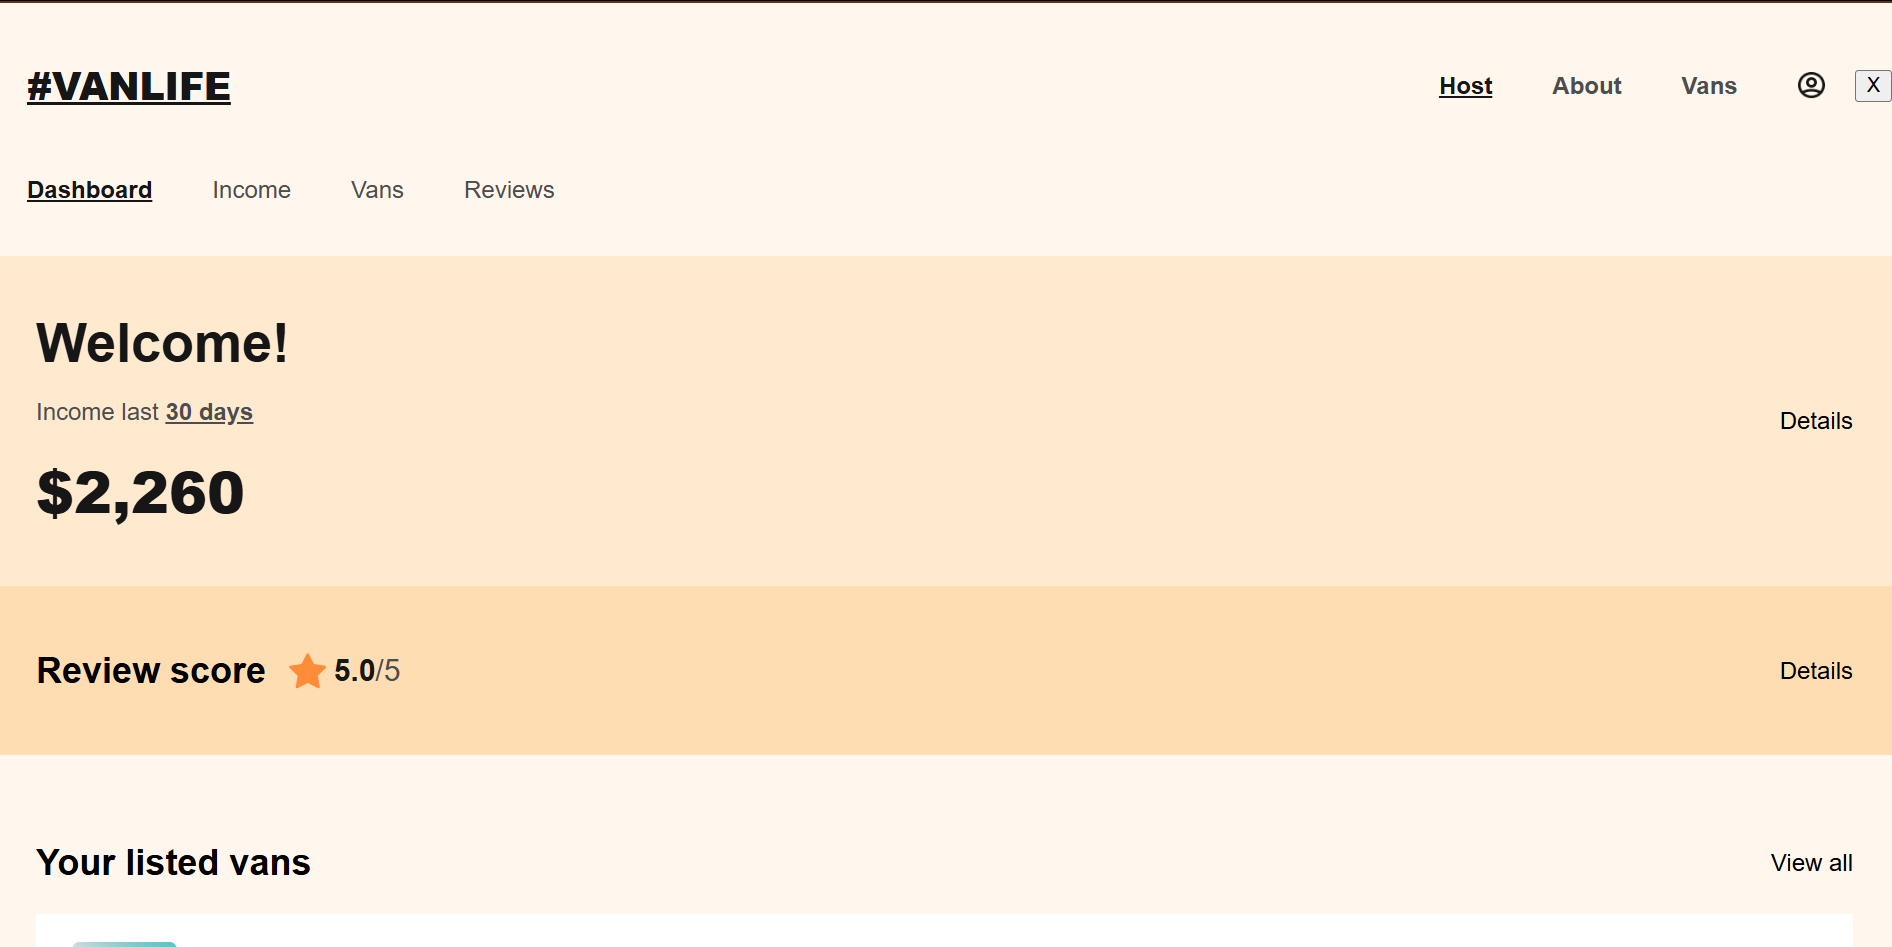 #VANLIFE
Host About Vans X
Dashboard Income Vans Reviews
Welcome!
Income last 30 days
Details
$2,260
Review score 5.0/5
Details
Your listed vans
View all